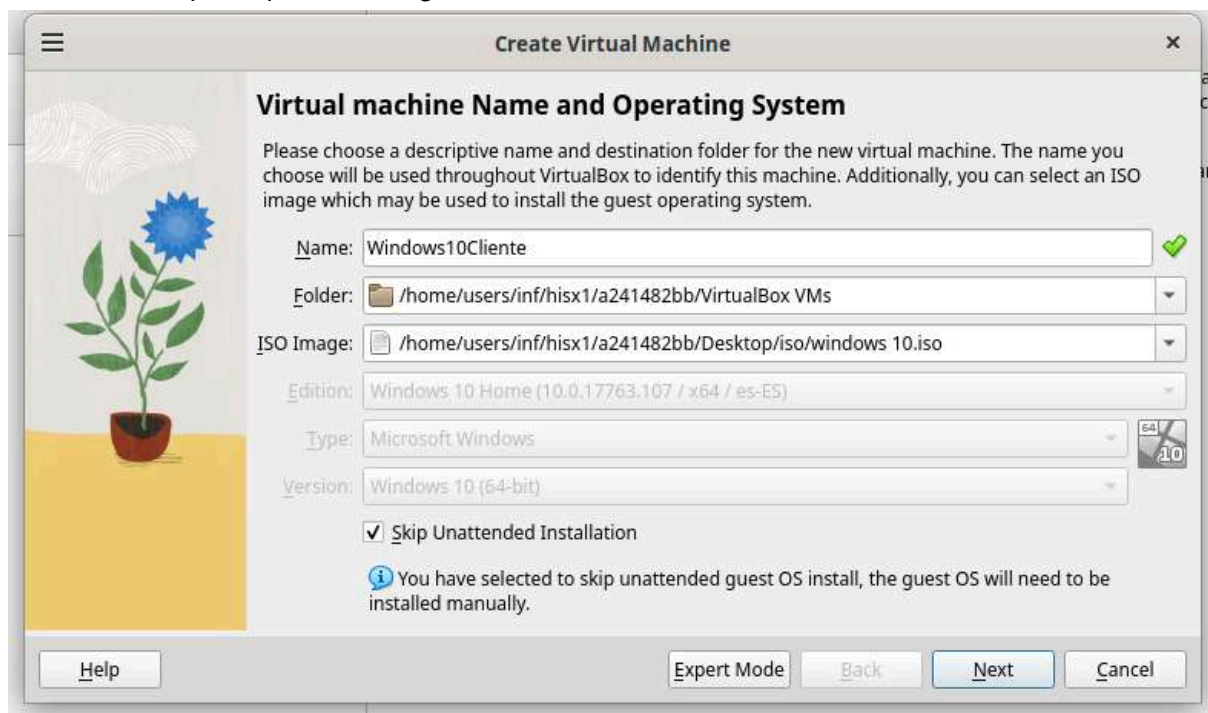 Create Virtual Machine
Virtual machine Name and Operating System
Please choose a descriptive name and destination folder for the new virtual machine. The name you
choose will be used throughout VirtualBox to identify this machine. Additionally, you can select an ISO
image which may be used to install the guest operating system.
Name: Windows10Cliente
Folder: /home/users/inf/hisx1/a241482bb/VirtualBox VMs
ISO Image: /home/users/inf/hisx1/a241482bb/Desktop/iso/windows 10.iso
Edition: Windows 10 Home (10.0.17763.107 / x64 / es-ES)
Type: Microsoft Windows
64
10
Version: Windows 10 (64-bit)
Skip Unattended Installation
You have selected to skip unattended guest OS install, the guest OS will need to be
installed manually.
Help Expert Mode Back Next Cancel